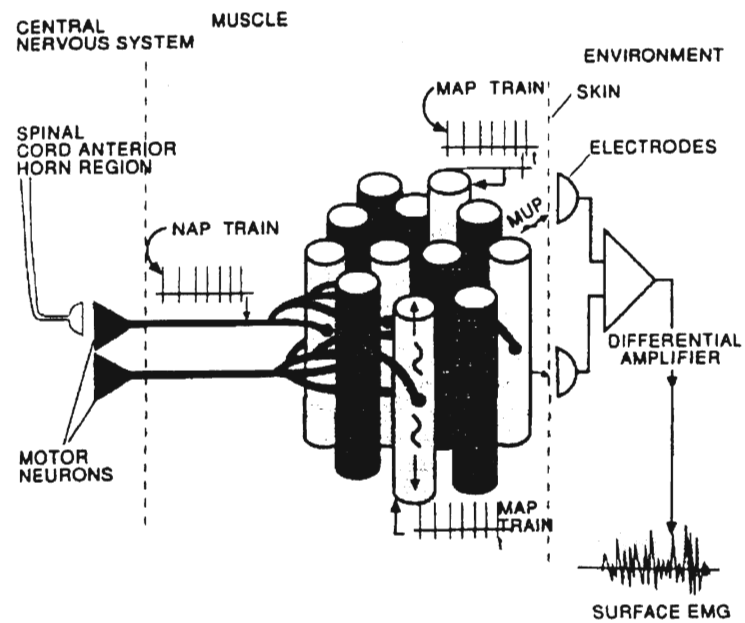 CENTRAL
NERVOUS SYSTEM
MUSCLE
ENVIRONMENT
MAP TRAIN
SKIN
SPINAL
CORD ANTERIOR
HORN REGION
ELECTRODES
t
MUP
NAP TRAIN
DIFFERENTIAL
AMPLIFIER
MOTOR
NEURONS
MAP
TRAIN
SURFACE EMG